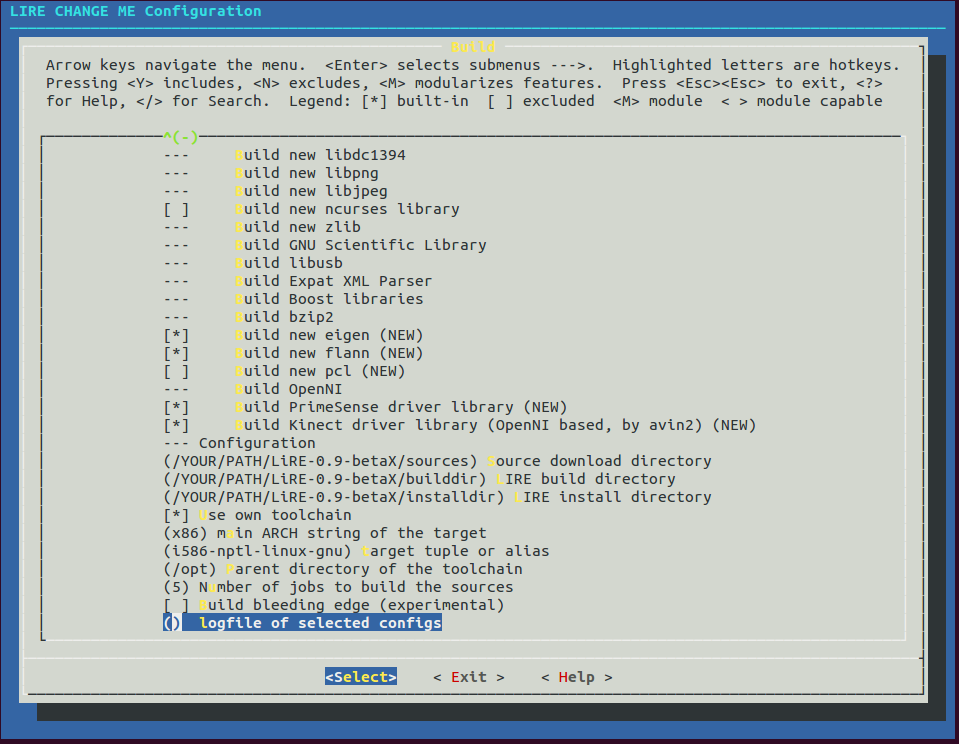 LIRE CHANGE ME Configuration
Build
Arrow keys navigate the menu.  <Enter> selects submenus --->.  Highlighted letters are hotkeys.
Pressing <Y> includes, <N> excludes, <M> modularizes features.  Press <Esc><Esc> to exit, <?>
for Help, </> for Search.  Legend: [*] built-in  [ ] excluded  <M> module  < > module capable
^(-)
---     Build new libdc1394
---     Build new libpng
---     Build new libjpeg
[ ]     Build new ncurses library
---     Build new zlib
---     Build GNU Scientific Library
---     Build libusb
---     Build Expat XML Parser
---     Build Boost libraries
---     Build bzip2
[*]     Build new eigen (NEW)
[*]     Build new flann (NEW)
[ ]     Build new pcl (NEW)
---     Build OpenNI
[*]     Build PrimeSense driver library (NEW)
[*]     Build Kinect driver library (OpenNI based, by avin2) (NEW)
--- Configuration
(/YOUR/PATH/LiRE-0.9-betaX/sources) Source download directory
(/YOUR/PATH/LiRE-0.9-betaX/builddir) LIRE build directory
(/YOUR/PATH/LiRE-0.9-betaX/installdir) LIRE install directory
[*] Use own toolchain
(x86) main ARCH string of the target
(i586-nptl-linux-gnu) target tuple or alias
(/opt) Parent directory of the toolchain
(5) Number of jobs to build the sources
[ ] Build bleeding edge (experimental)
()  logfile of selected configs
<Select>    < Exit >    < Help >